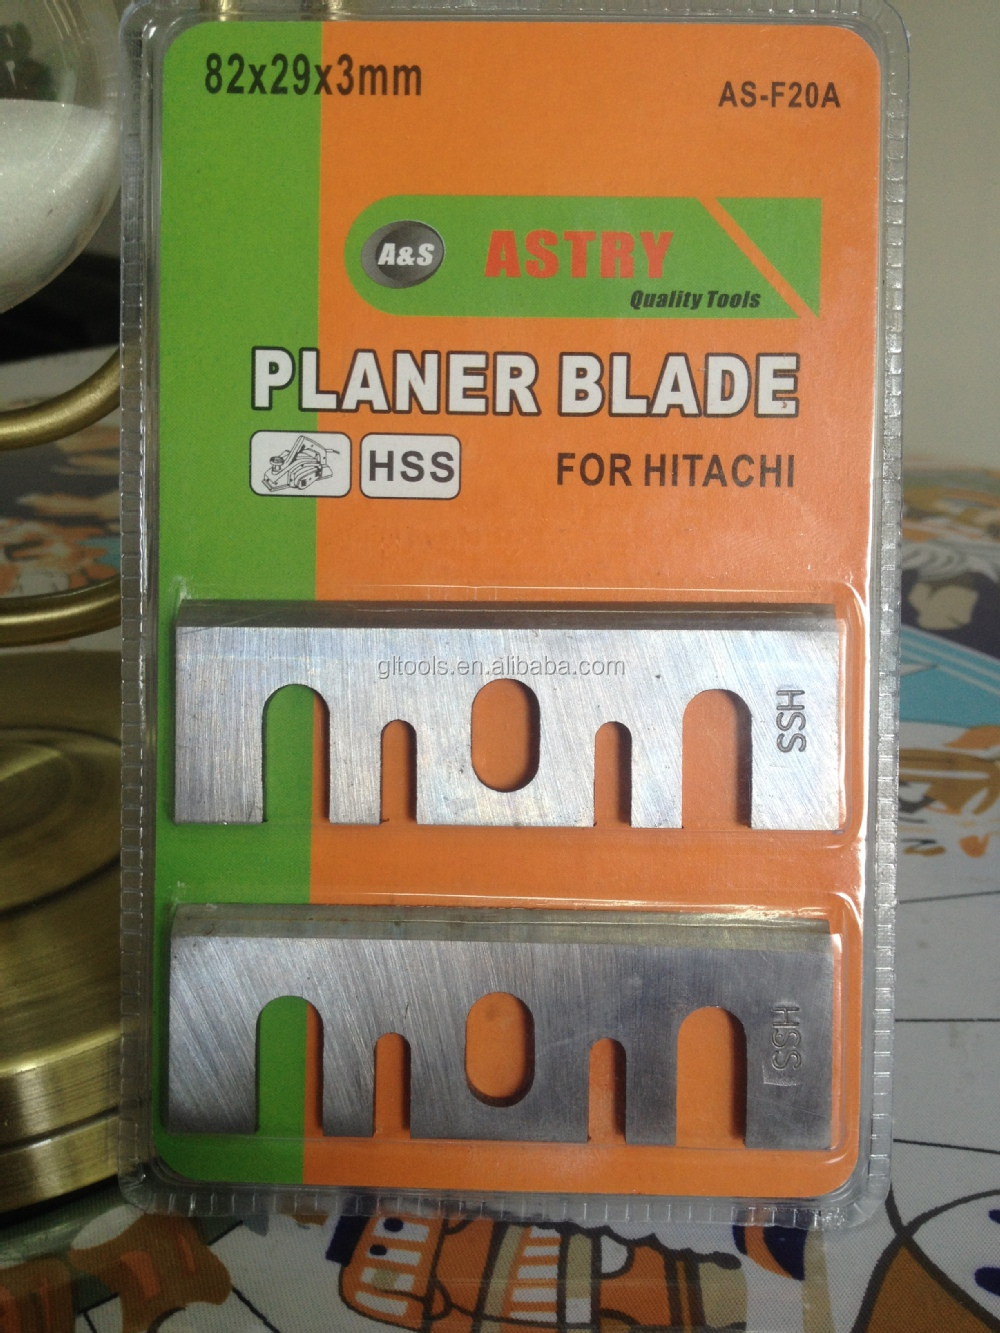 82x29x3mm
AS-F20A
A&S
ASTRY
Quality Tools
PLANER BLADE
HSS
FOR HITACHI
gltools.en.alibaba.com
HSS
HSS